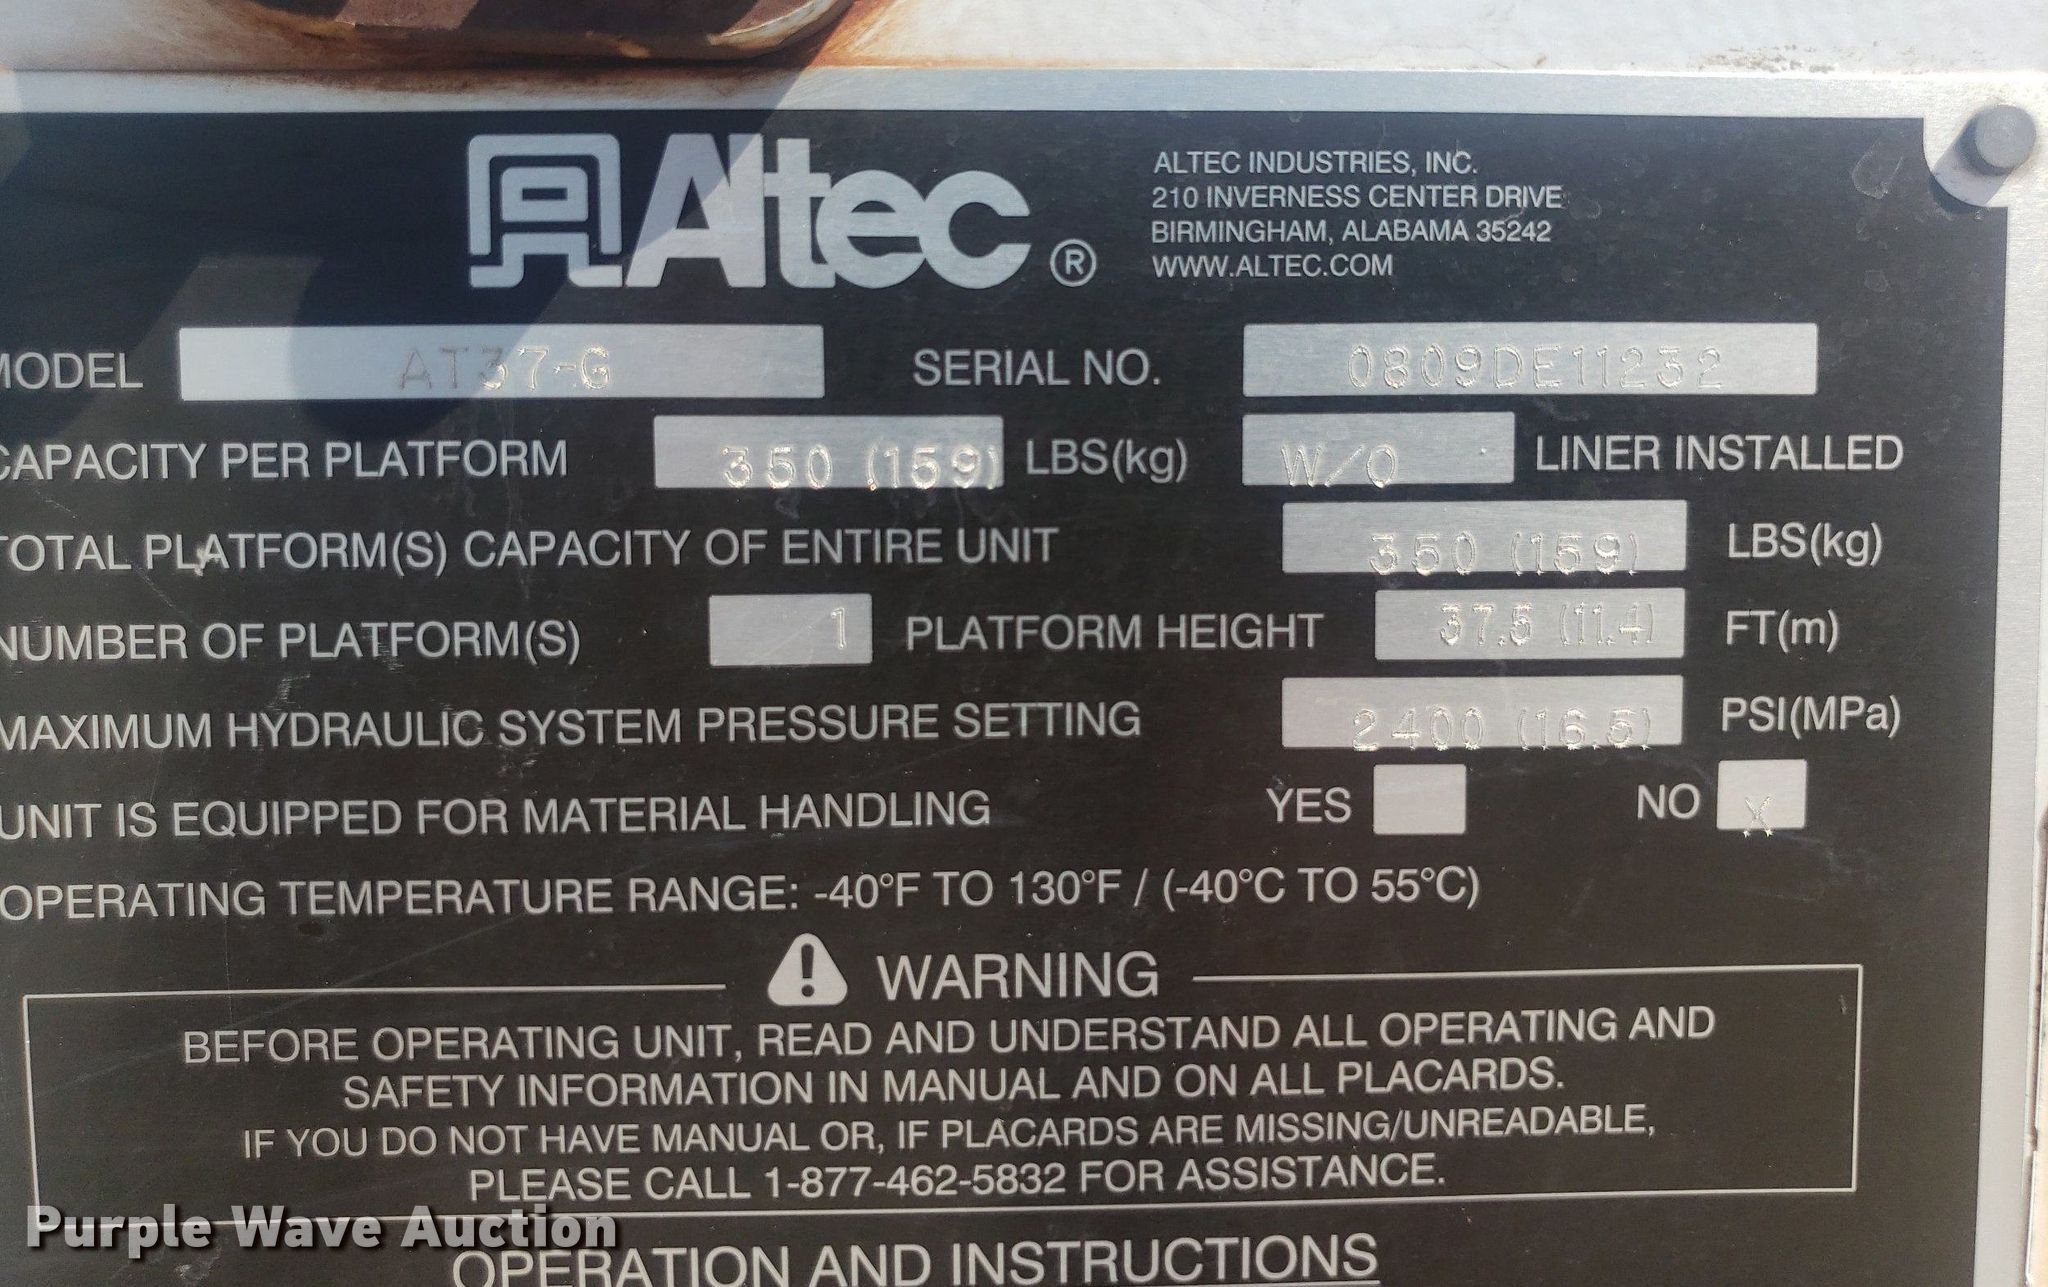 Altec ®
ALTEC INDUSTRIES, INC.
210 INVERNESS CENTER DRIVE
BIRMINGHAM, ALABAMA 35242
WWW.ALTEC.COM
MODEL AT37-G SERIAL NO. 0809DE11232
CAPACITY PER PLATFORM 350 (159) LBS(kg) W/O LINER INSTALLED
TOTAL PLATFORM(S) CAPACITY OF ENTIRE UNIT 350 (159) LBS(kg)
NUMBER OF PLATFORM(S) 1 PLATFORM HEIGHT 37.5 (11.4) FT(m)
MAXIMUM HYDRAULIC SYSTEM PRESSURE SETTING 2400 (16.5) PSI(MPa)
UNIT IS EQUIPPED FOR MATERIAL HANDLING YES NO X
OPERATING TEMPERATURE RANGE: -40°F TO 130°F / (-40°C TO 55°C)
WARNING
BEFORE OPERATING UNIT, READ AND UNDERSTAND ALL OPERATING AND
SAFETY INFORMATION IN MANUAL AND ON ALL PLACARDS.
IF YOU DO NOT HAVE MANUAL OR, IF PLACARDS ARE MISSING/UNREADABLE,
PLEASE CALL 1-877-462-5832 FOR ASSISTANCE.
OPERATION AND INSTRUCTIONS
Purple Wave Auction